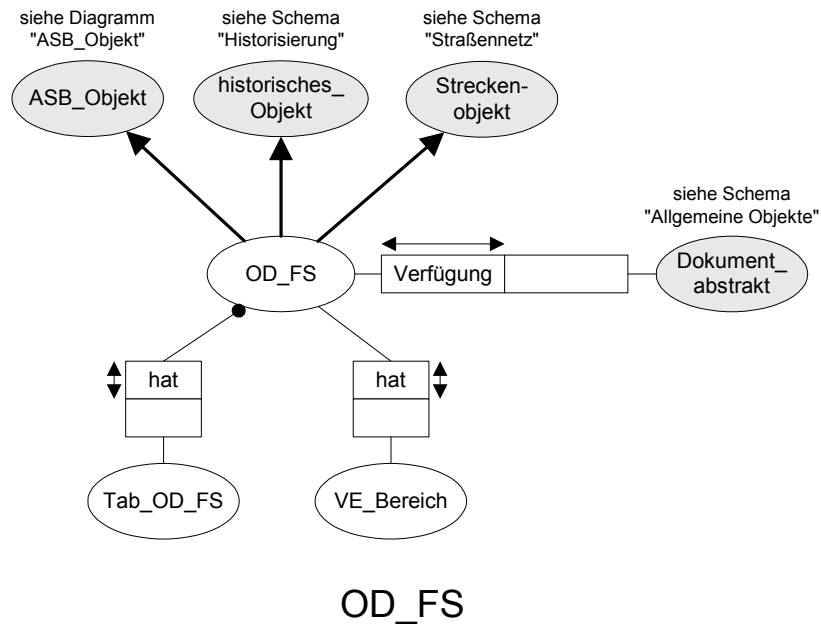 siehe Diagramm
"ASB_Objekt"
siehe Schema
"Historisierung"
siehe Schema
"Straßennetz"
ASB_Objekt
historisches_
Objekt
Strecken-
objekt
siehe Schema
"Allgemeine Objekte"
OD_FS
Verfügung
Dokument_
abstrakt
hat
hat
Tab_OD_FS
VE_Bereich
OD_FS